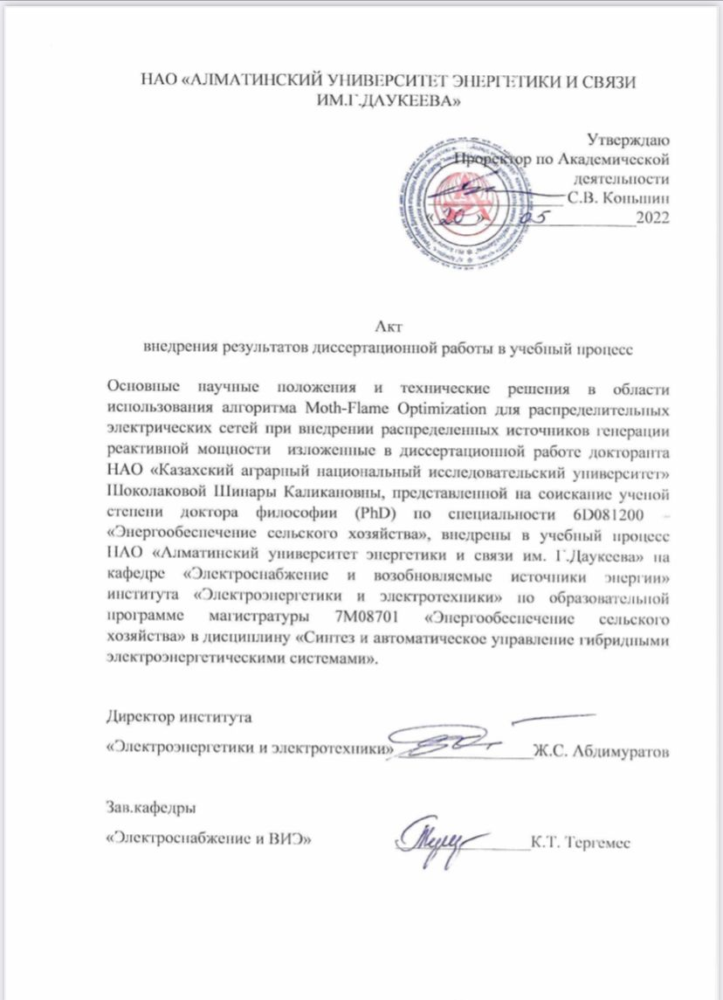 НАО «АЛМАТИНСКИЙ УНИВЕРСИТЕТ ЭНЕРГЕТИКИ И СВЯЗИ
ИМ.Г.ДАУКЕЕВА»
Утверждаю
Проректор по Академической
деятельности
С.В. Коньшин
«20» 05 2022
Акт
внедрения результатов диссертационной работы в учебный процесс
Основные научные положения и технические решения в области
использования алгоритма Moth-Flame Optimization для распределительных
электрических сетей при внедрении распределенных источников генерации
реактивной мощности изложенные в диссертационной работе докторанта
НАО «Казахский аграрный национальный исследовательский университет»
Шоколаковой Шинары Каликановны, представленной на соискание ученой
степени доктора философии (PhD) по специальности 6D081200 –
«Энергообеспечение сельского хозяйства», внедрены в учебный процесс
НАО «Алматинский университет энергетики и связи им. Г.Даукеева» на
кафедре «Электроснабжение и возобновляемые источники энергии»
института «Электроэнергетики и электротехники» по образовательной
программе магистратуры 7М08701 «Энергообеспечение сельского
хозяйства» в дисциплину «Синтез и автоматическое управление гибридными
электроэнергетическими системами».
Директор института
«Электроэнергетики и электротехники» Ж.С. Абдимуратов
Зав.кафедры
«Электроснабжение и ВИЭ» К.Т. Тергемес